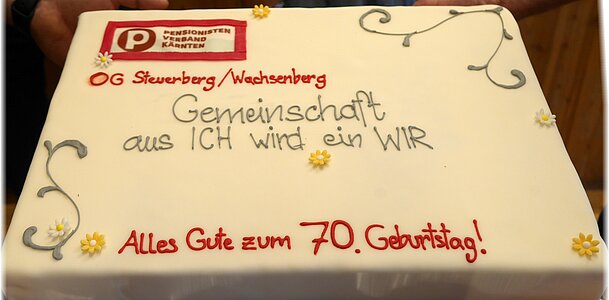 P PENSIONISTEN
VERBAND
KÄRNTEN
OG Steuerberg/Wachsenberg
Gemeinschaft
aus ICH wird ein WIR
Alles Gute zum 70. Geburtstag!